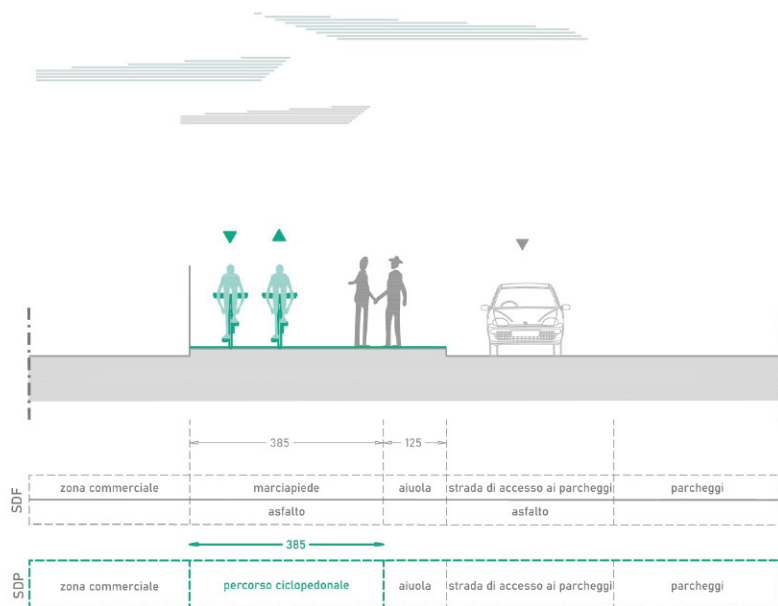 385
125
SDF
zona commerciale
marciapiede
aiuola
strada di accesso ai parcheggi
parcheggi
asfalto
asfalto
385
SDP
zona commerciale
percorso ciclopedonale
aiuola
strada di accesso ai parcheggi
parcheggi